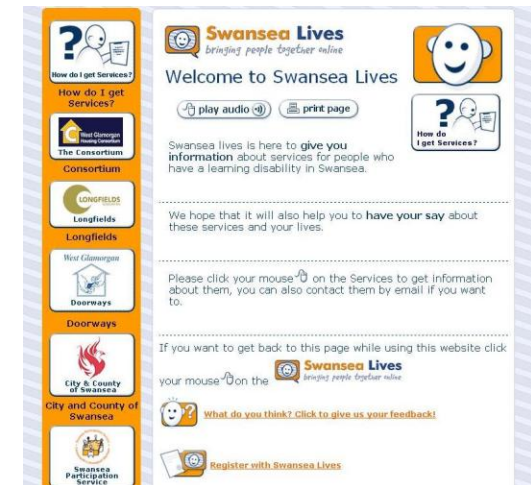 How do I get Services?
How do I get
Services?
West Glamorgan
Housing Consortium
The Consortium
Consortium
LONGFIELDS
Longfields
Longfields
West Glamorgan
Doorways
Doorways
City & County
of Swansea
City and County of
Swansea
Swansea
Participation
Service
Swansea Lives
bringing people together online
Welcome to Swansea Lives
play audio
print page
How do
I get Services?
Swansea lives is here to give you
information about services for people who
have a learning disability in Swansea.
We hope that it will also help you to have your say about
these services and your lives.
Please click your mouse on the Services to get information
about them, you can also contact them by email if you want
to.
If you want to get back to this page while using this website click
your mouse on the Swansea Lives
bringing people together online
What do you think? Click to give us your feedback!
Register with Swansea Lives